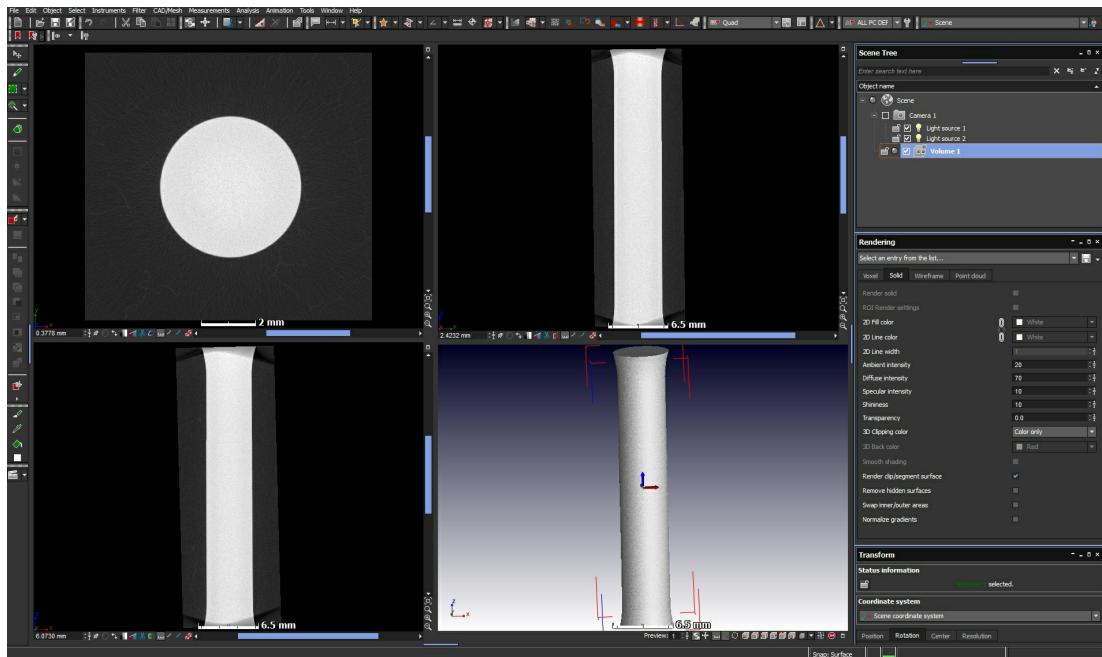 File Edit Object Select Instruments Filter CAD/Mesh Measurements Analysis Animation Tools Window Help
Quad
ALL PC DEF
Scene
Scene Tree
Enter search text here
Object name
Scene
Camera 1
Light source 1
Light source 2
Volume 1
2 mm
0.3778 mm
6.5 mm
2.4232 mm
Rendering
Select an entry from the list...
Voxel Solid Wireframe Point cloud
Render solid
ROI Render settings
2D Fill color White
2D Line color White
2D Line width 1
Ambient intensity 20
Diffuse intensity 70
Specular intensity 10
Shininess 10
Transparency 0.0
3D Clipping color Color only
3D Back color Red
Smooth shading
Render clip/segment surface
Remove hidden surfaces
Swap inner/outer areas
Normalize gradients
6.5 mm
6.0730 mm
6.5 mm
Preview: 1
Transform
Status information
selected.
Coordinate system
Scene coordinate system
Position Rotation Center Resolution
Snap: Surface